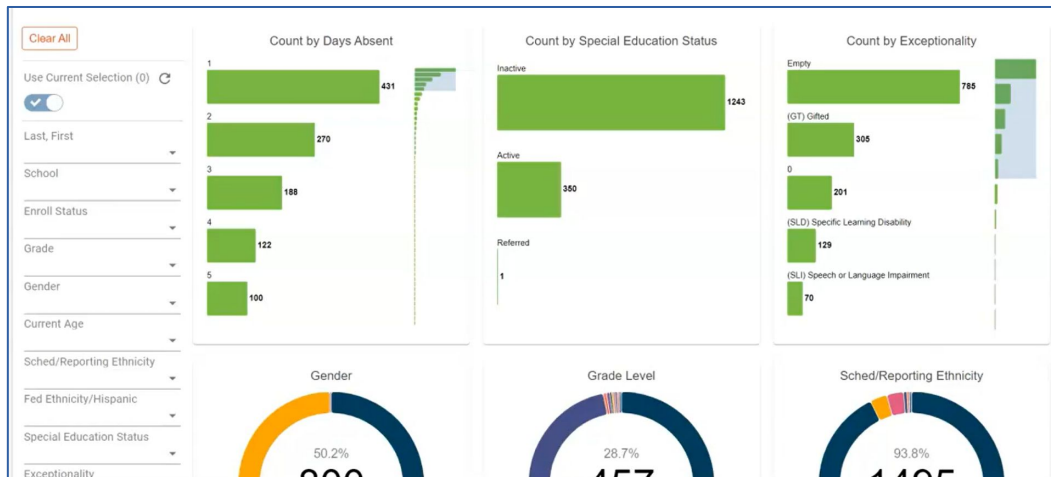 Clear All
Use Current Selection (0)
Last, First
School
Enroll Status
Grade
Gender
Current Age
Sched/Reporting Ethnicity
Fed Ethnicity/Hispanic
Special Education Status
Exceptionality
Count by Days Absent
1
431
2
270
3
188
4
122
5
100
Count by Special Education Status
Inactive
1243
Active
350
Referred
1
Count by Exceptionality
Empty
785
(GT) Gifted
305
0
201
(SLD) Specific Learning Disability
129
(SLI) Speech or Language Impairment
70
Gender
50.2%
Grade Level
28.7%
457
Sched/Reporting Ethnicity
93.8%
1495